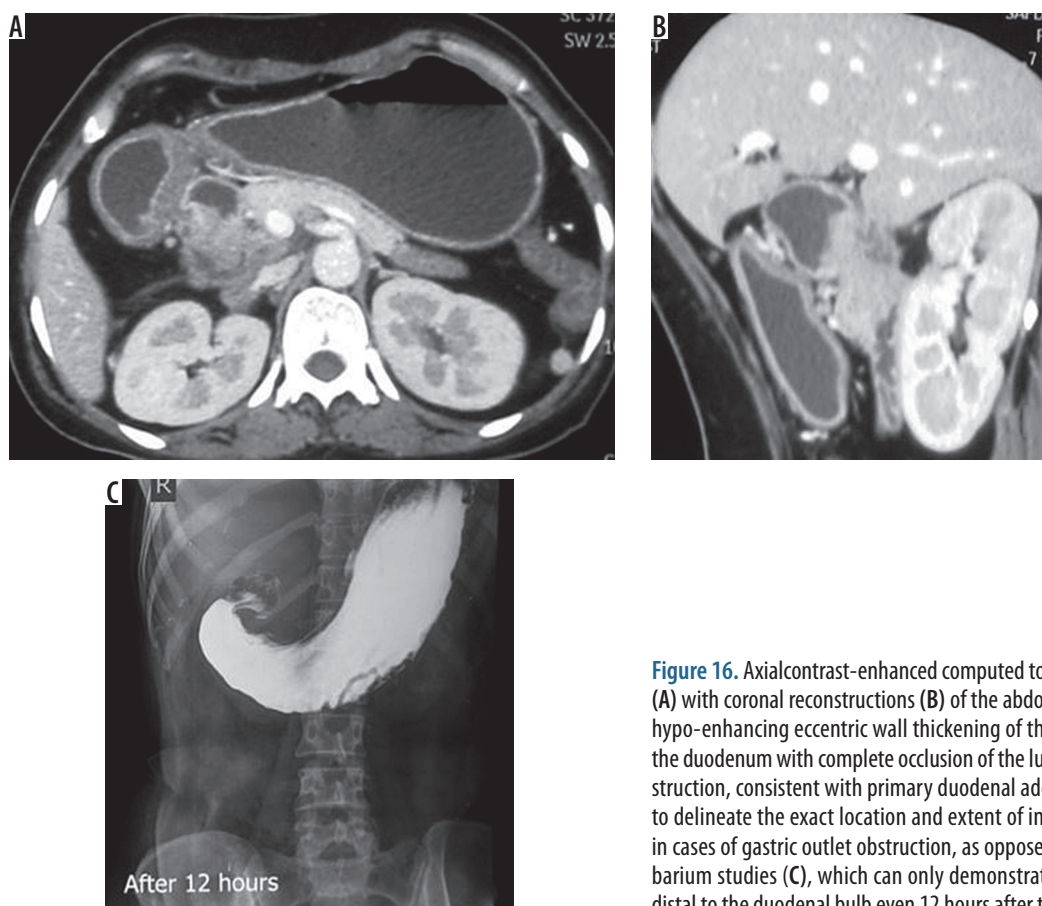 A
SC 372
SW 2.5
B
R
After 12 hours
C
Figure 16. Axialcontrast-enhanced computed to
(A) with coronal reconstructions (B) of the abdo
hypo-enhancing eccentric wall thickening of th
the duodenum with complete occlusion of the lu
struction, consistent with primary duodenal ade
to delineate the exact location and extent of in
in cases of gastric outlet obstruction, as oppose
barium studies (C), which can only demonstrat
distal to the duodenal bulb even 12 hours after t